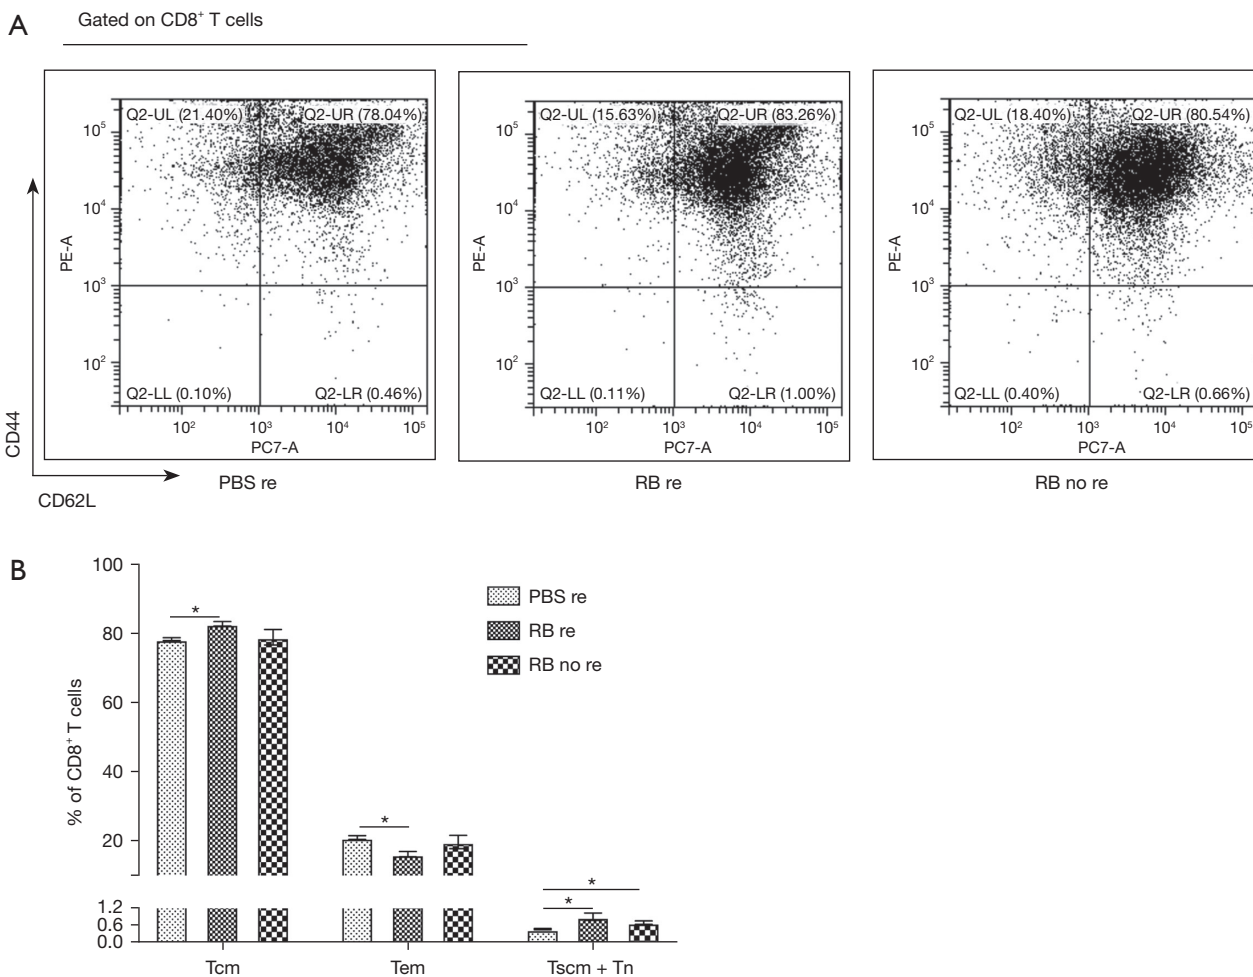 A
Gated on CD8⁺ T cells
Q2-UL (21.40%) Q2-UR (78.04%)
10⁵
10⁴
10³
10²
PE-A
Q2-LL (0.10%) Q2-LR (0.46%)
10² 10³ 10⁴ 10⁵
PC7-A
PBS re
Q2-UL (15.63%) Q2-UR (83.26%)
10⁵
10⁴
10³
10²
PE-A
Q2-LL (0.11%) Q2-LR (1.00%)
10² 10³ 10⁴ 10⁵
PC7-A
RB re
Q2-UL (18.40%) Q2-UR (80.54%)
10⁵
10⁴
10³
10²
PE-A
Q2-LL (0.40%) Q2-LR (0.66%)
10² 10³ 10⁴ 10⁵
PC7-A
RB no re
CD44
CD62L
B
% of CD8⁺ T cells
100
80
60
40
20
1.2
0.6
0.0
*
*
*
*
PBS re
RB re
RB no re
Tcm Tem Tscm + Tn